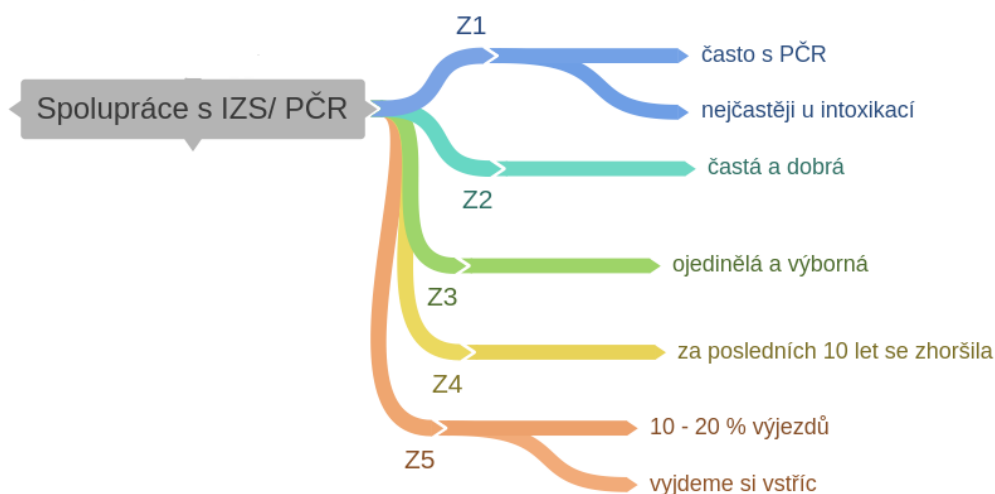 Spolupráce s IZS/ PČR
Z1
často s PČR
nejčastěji u intoxikací
Z2
častá a dobrá
Z3
ojedinělá a výborná
Z4
za posledních 10 let se zhoršila
Z5
10 - 20 % výjezdů
vyjdeme si vstříc